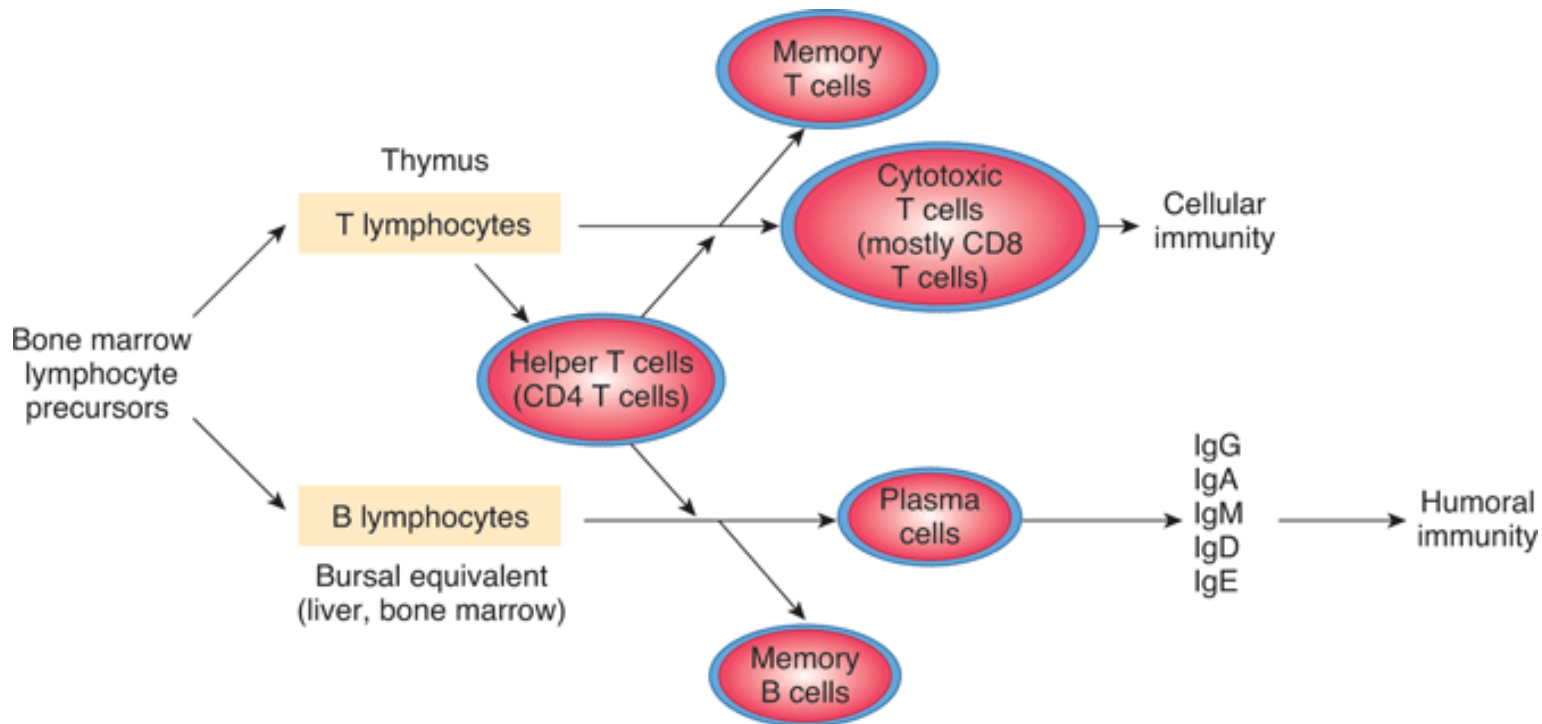 Memory
T cells
Thymus
T lymphocytes
Cytotoxic
T cells
(mostly CD8
T cells)
Cellular
immunity
Bone marrow
lymphocyte
precursors
Helper T cells
(CD4 T cells)
B lymphocytes
Bursal equivalent
(liver, bone marrow)
Plasma
cells
IgG
IgA
IgM
IgD
IgE
Humoral
immunity
Memory
B cells